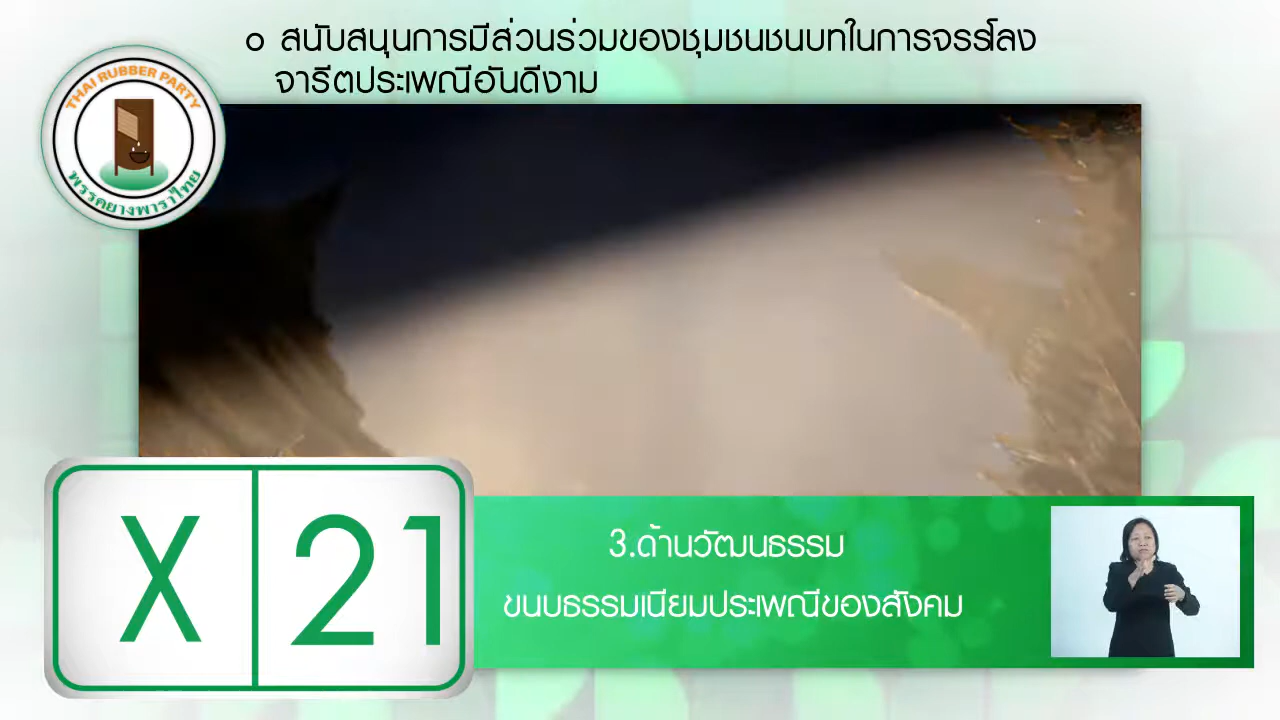 o สนับสนุนการมีส่วนร่วมของชุมชนชนบทในการจรรโลง
จารีตประเพณีอันดีงาม
THAI RUBBER PARTY
พรรคยางพาราไทย
X 21
3.ด้านวัฒนธรรม
ขนบธรรมเนียมประเพณีของสังคม